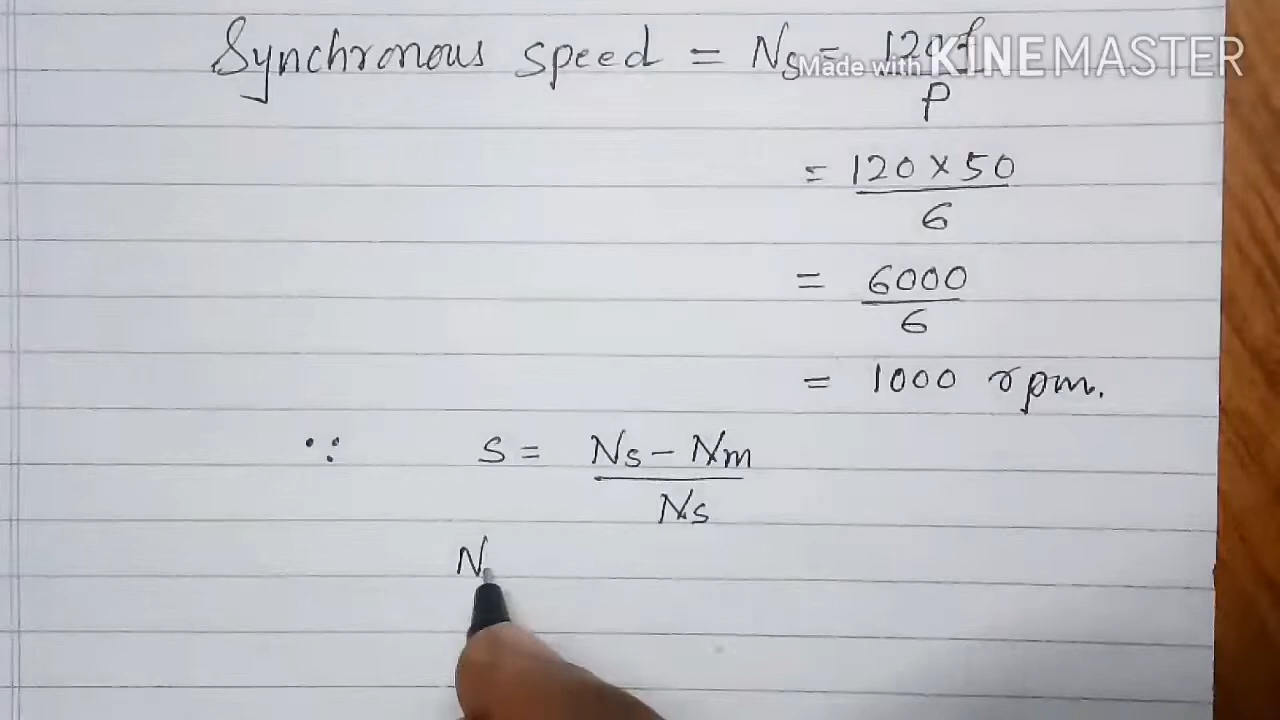 Synchronous speed = Ns = 120f
P
Made with KINEMASTER
= 120 × 50
6
= 6000
6
= 1000 rpm.
∵ s = Ns - Nm
Ns
N